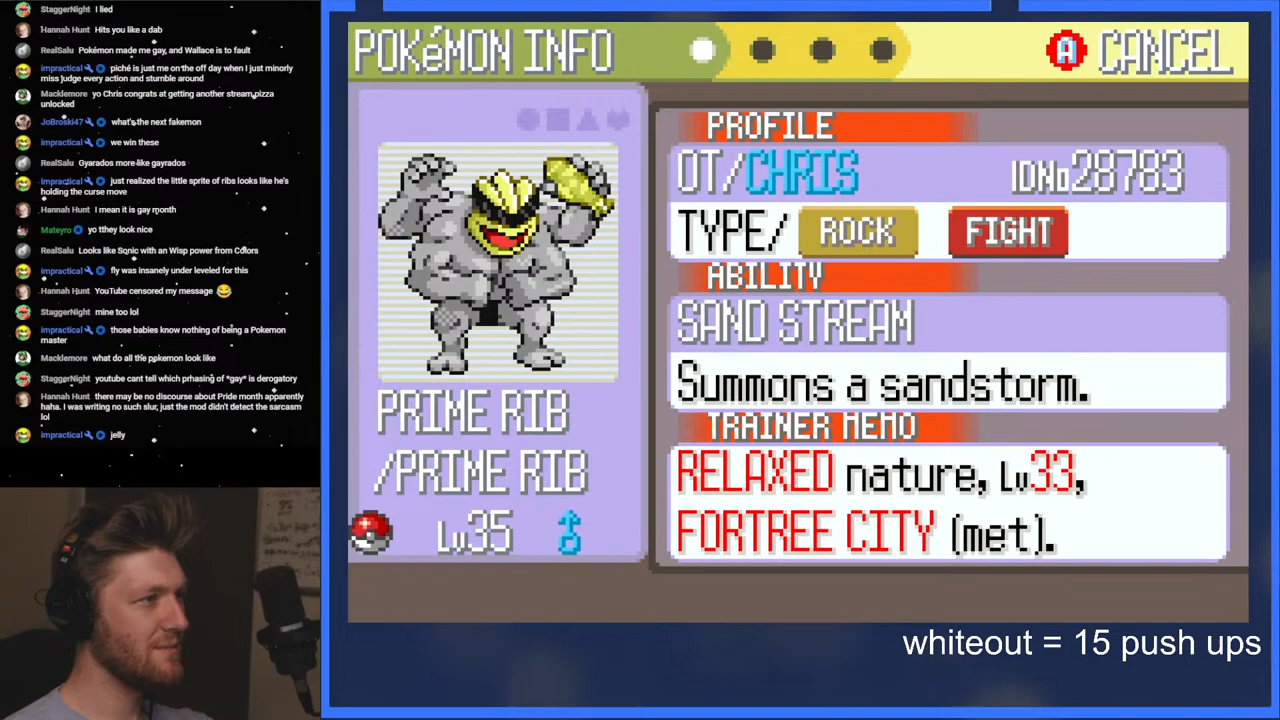 StaggerNight I lied
Hannah Hunt Hits you like a dab
RealSalu Pokémon made me gay, and Wallace is to fault
impractical piché is just me on the off day when I just minorly
miss judge every action and stumble around
Macklemore yo Chris congrats at getting another stream pizza
unlocked
JoBroski47 what's the next fakemon
impractical we win these
RealSalu Gyarados more like gayrados
impractical just realized the little sprite of ribs looks like he's
holding the curse move
Hannah Hunt I mean it is gay month
Mateyro yo tthey look nice
RealSalu Looks like Sonic with an Wisp power from Colors
impractical fly was insanely under leveled for this
Hannah Hunt YouTube censored my message
StaggerNight mine too lol
impractical those babies know nothing of being a Pokemon
master
Macklemore what do all the pokemon look like
StaggerNight youtube cant tell which prhasing of *gay* is derogatory
Hannah Hunt there may be no discourse about Pride month apparently
haha. I was writing no such slur, just the mod didn't detect the sarcasm
lol
impractical jelly
POKéMON INFO
A CANCEL
PROFILE
OT/CHRIS IDNo28783
TYPE/ ROCK FIGHT
ABILITY
SAND STREAM
Summons a sandstorm.
TRAINER MEMO
RELAXED nature, Lv33,
FORTREE CITY (met).
PRIME RIB
/PRIME RIB
Lv35 ♂
whiteout = 15 push ups